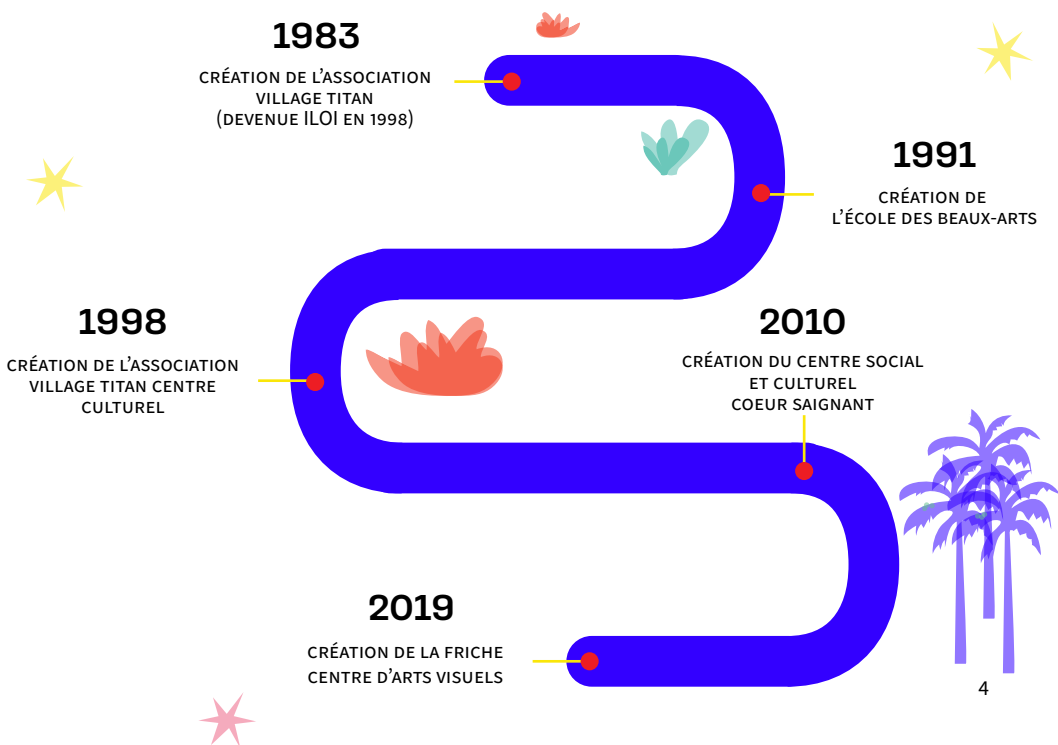 1983
CRÉATION DE L'ASSOCIATION
VILLAGE TITAN
(DEVENUE ILOI EN 1998)
1991
CRÉATION DE
L'ÉCOLE DES BEAUX-ARTS
1998
CRÉATION DE L'ASSOCIATION
VILLAGE TITAN CENTRE
CULTUREL
2010
CRÉATION DU CENTRE SOCIAL
ET CULTUREL
COEUR SAIGNANT
2019
CRÉATION DE LA FRICHE
CENTRE D'ARTS VISUELS
4